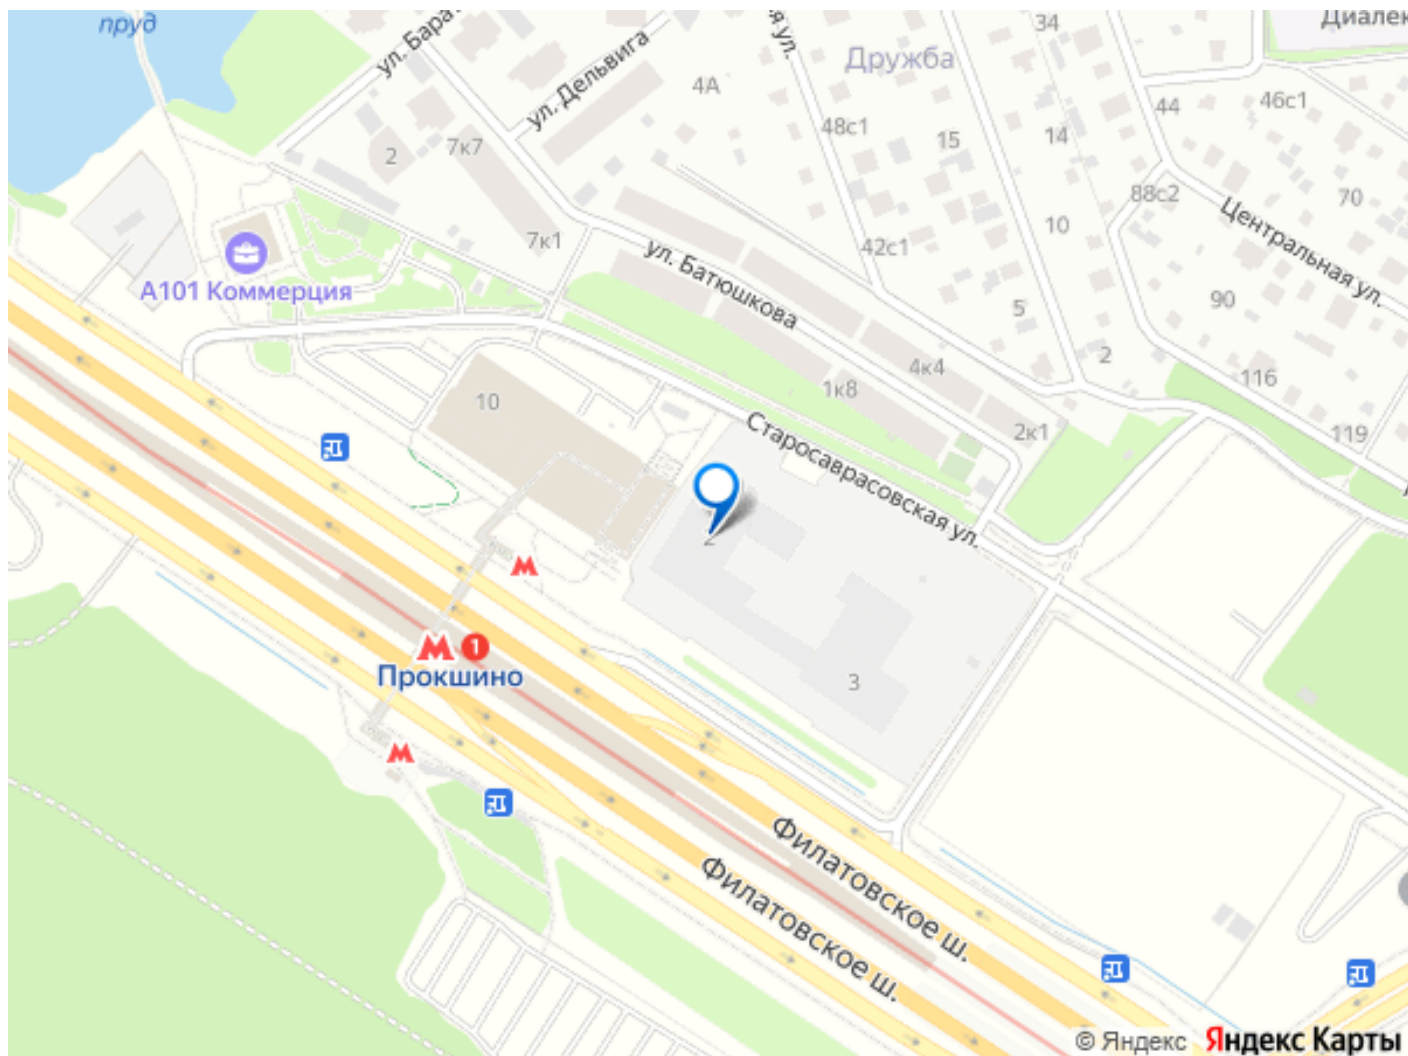 пруд
ул. Бара
ул. Дельвига
ая ул.
34
Диалек
Дружба
4А
44
46с1
48с1
14
15
2
7к7
88с2
70
Центральная ул.
10
7к1
ул. Батюшкова
42с1
А101 Коммерция
90
5
2
4к4
116
1к8
10
2к1
119
Старосаврасовская ул.
2
М
М 1
Прокшино
3
М
Филатовское ш.
Филатовское ш.
© Яндекс Яндекс Карты